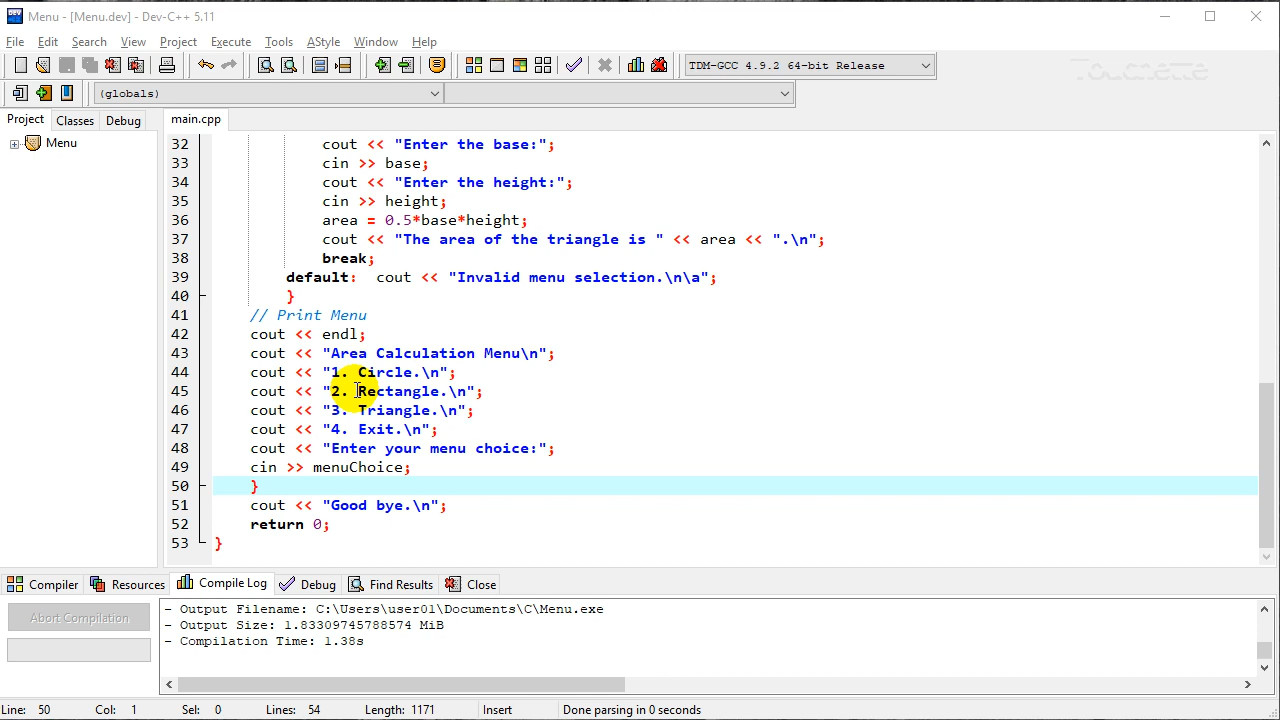 Menu - [Menu.dev] - Dev-C++ 5.11
File Edit Search View Project Execute Tools AStyle Window Help
TDM-GCC 4.9.2 64-bit Release
(globals)
Project Classes Debug main.cpp
Menu
32 cout << "Enter the base:";
33 cin >> base;
34 cout << "Enter the height:";
35 cin >> height;
36 area = 0.5*base*height;
37 cout << "The area of the triangle is " << area << ".\n";
38 break;
39 default: cout << "Invalid menu selection.\n\a";
40 }
41 // Print Menu
42 cout << endl;
43 cout << "Area Calculation Menu\n";
44 cout << "1. Circle.\n";
45 cout << "2. Rectangle.\n";
46 cout << "3. Triangle.\n";
47 cout << "4. Exit.\n";
48 cout << "Enter your menu choice:";
49 cin >> menuChoice;
50 }
51 cout << "Good bye.\n";
52 return 0;
53 }
Compiler Resources Compile Log Debug Find Results Close
Abort Compilation
- Output Filename: C:\Users\user01\Documents\C\Menu.exe
- Output Size: 1.83309745788574 MiB
- Compilation Time: 1.38s
Line: 50 Col: 1 Sel: 0 Lines: 54 Length: 1171 Insert Done parsing in 0 seconds